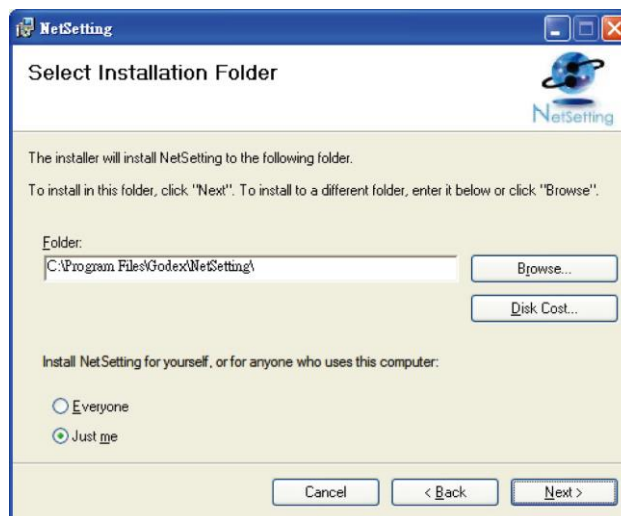 NetSetting
Select Installation Folder
NetSetting
The installer will install NetSetting to the following folder.
To install in this folder, click "Next". To install to a different folder, enter it below or click "Browse".
Folder:
C:\Program Files\Godex\NetSetting\
Browse...
Disk Cost...
Install NetSetting for yourself, or for anyone who uses this computer:
Everyone
Just me
Cancel
< Back
Next >